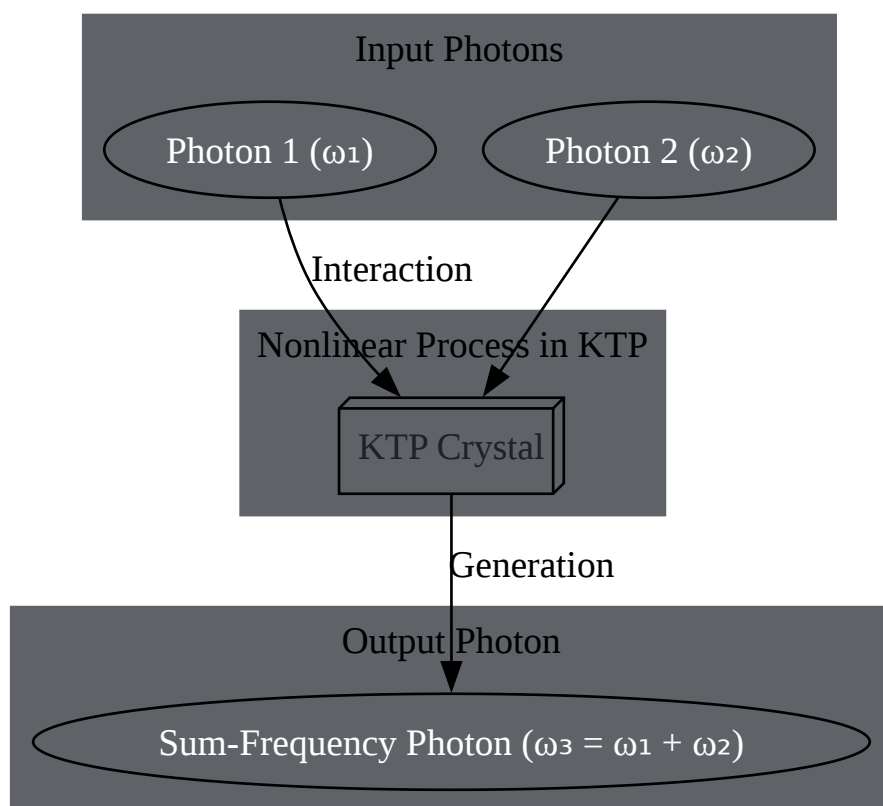 Input Photons
Photon 1 (ω₁)
Photon 2 (ω₂)
Interaction
Nonlinear Process in KTP
KTP Crystal
Generation
Output Photon
Sum-Frequency Photon (ω₃ = ω₁ + ω₂)